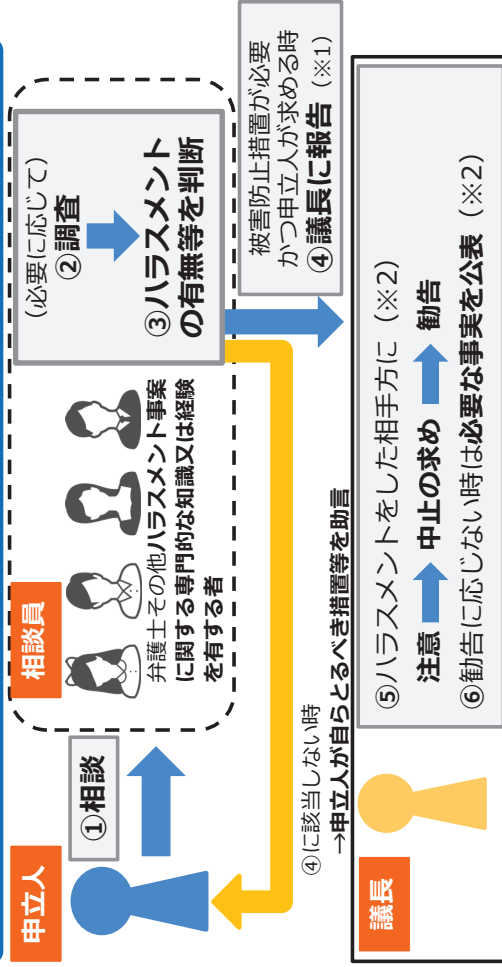 申立人
①相談
相談員
弁護士その他ハラスメント事案
に関する専門的な知識又は経験
を有する者
(必要に応じて)
②調査
③ハラスメント
の有無等を判断
被害防止措置が必要
かつ申立人が求める時
④議長に報告(※1)
④に該当しない時
→申立人が自らとるべき措置等を助言
議長
⑤ハラスメントをした相手方に(※2)
注意 中止の求め 勧告
⑥勧告に応じない時は必要な事実を公表(※2)